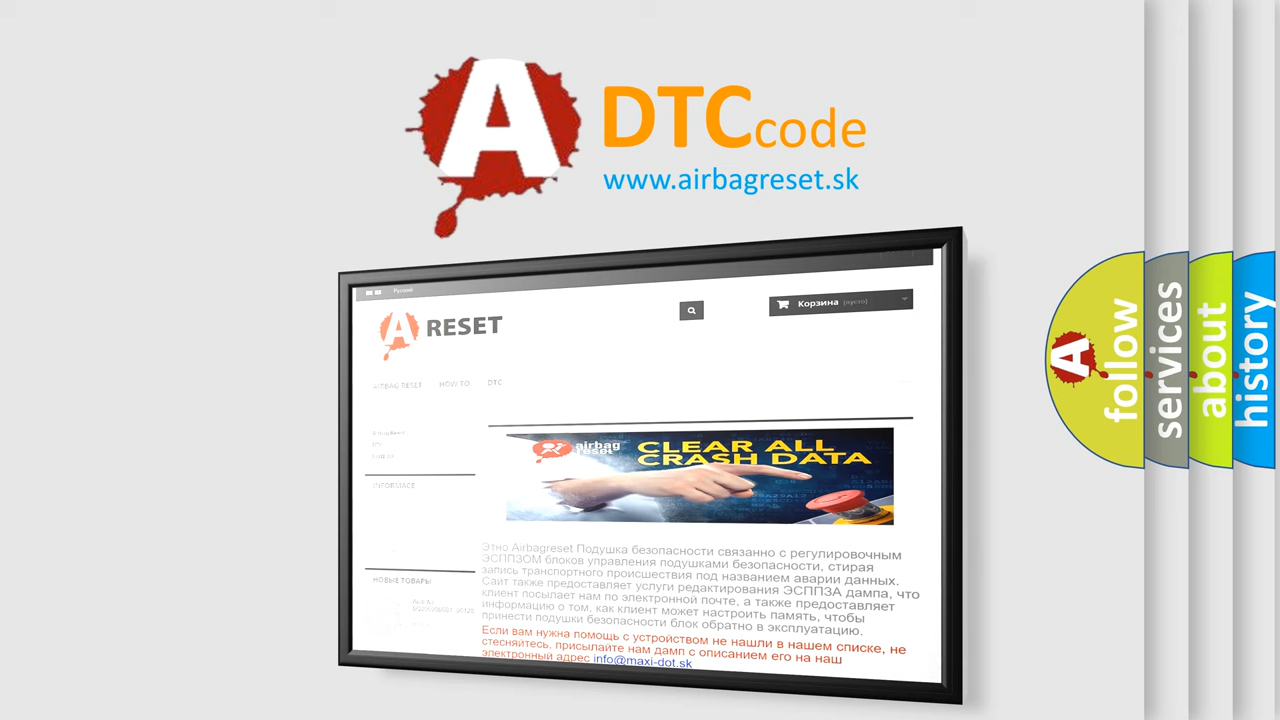 A
DTCcode
www.airbagreset.sk
Русский
A RESET
Корзина (пусто)
AIRBAG RESET HOW TO DTC
INFORMACE
НОВЫЕ ТОВАРЫ
airbag
reset
CLEAR ALL
CRASH DATA
Этно Airbagreset Подушка безопасности связанно с регулировочным
ЭСППЗОМ блоков управления подушками безопасности, стирая
запись транспортного происшествия под названием аварии данных.
Сайт также предоставляет услуги редактирования ЭСППЗА дампа, что
клиент посылает нам по электронной почте, а также предоставляет
информацию о том, как клиент может настроить память, чтобы
принести подушки безопасности блок обратно в эксплуатацию.
Если вам нужна помощь с устройством не нашли в нашем списке, не
стесняйтесь, присылайте нам дамп с описанием его на наш
электронный адрес info@maxi-dot.sk
A
follow
services
about
history